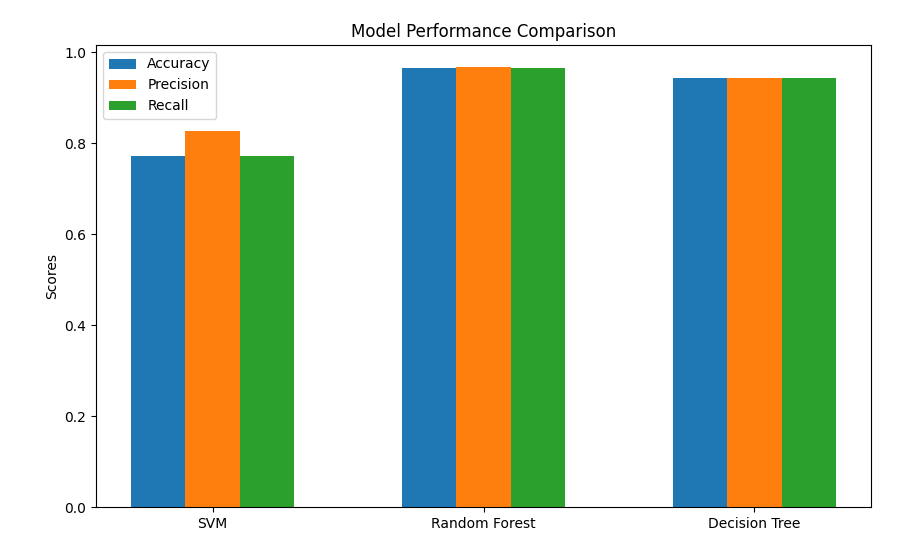 Model Performance Comparison
Accuracy
Precision
Recall
Scores
1.0
0.8
0.6
0.4
0.2
0.0
SVM
Random Forest
Decision Tree